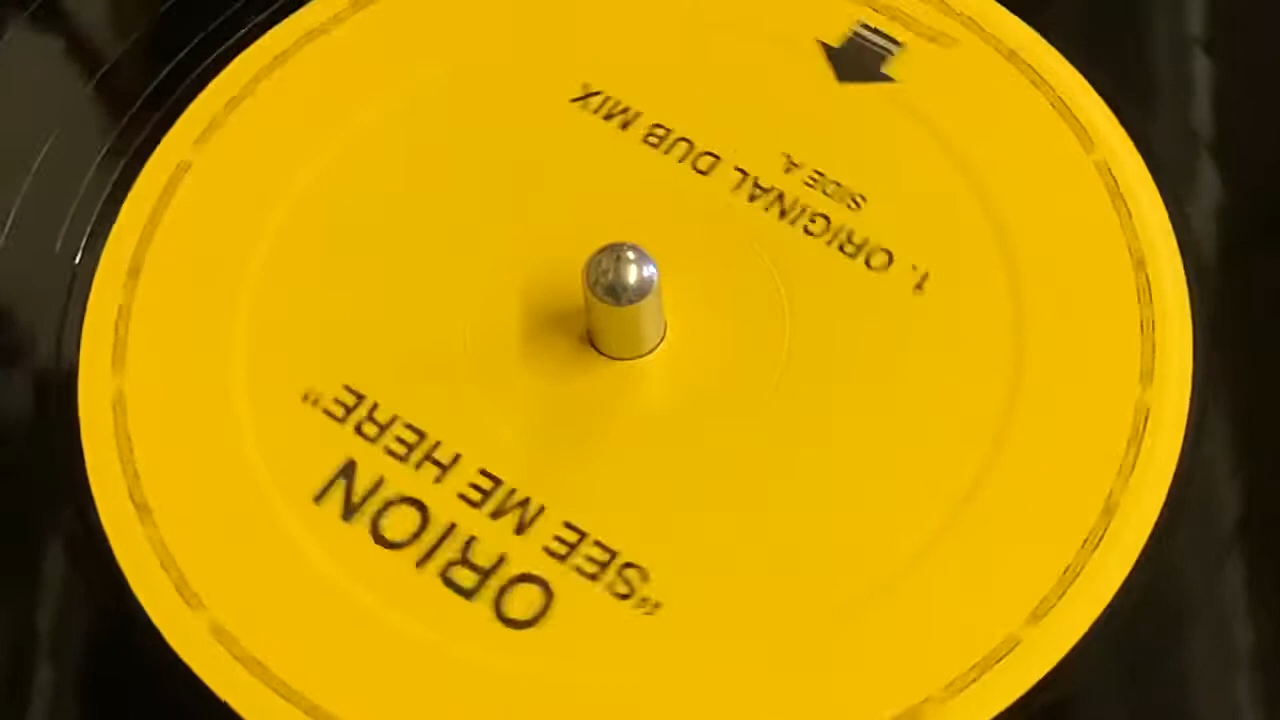 ORION
"SEE ME HERE"
SIDE A.
1. ORIGINAL DUB MIX